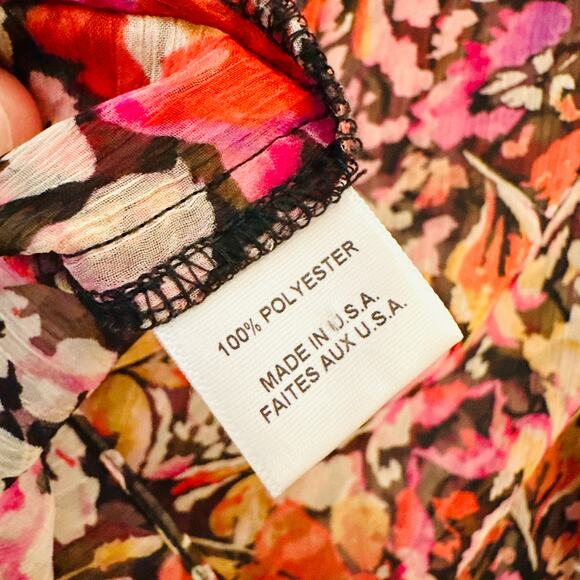 100% POLYESTER
MADE IN U.S.A.
FAITES AUX U.S.A.